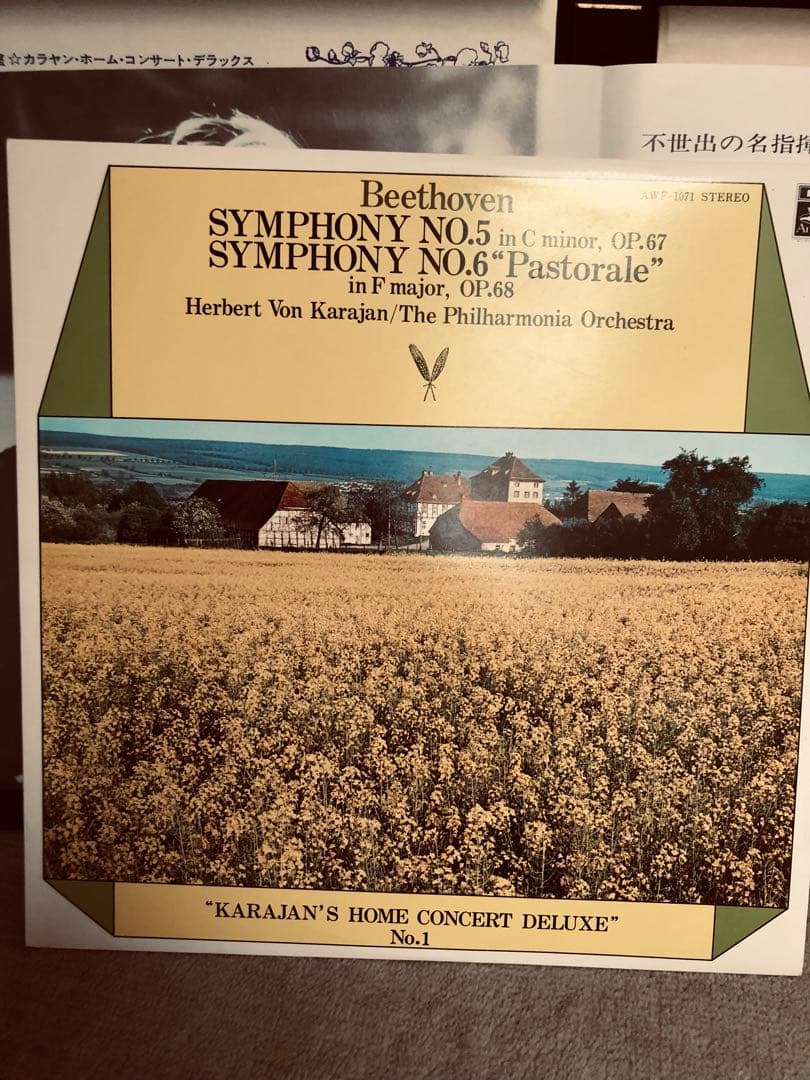 ☆カラヤン・ホーム・コンサート・デラックス
不世出の名指揮
Beethoven
AWF-1071 STEREO
SYMPHONY NO.5 in C minor, OP.67
SYMPHONY NO.6 “Pastorale”
in F major, OP.68
Herbert Von Karajan/The Philharmonia Orchestra
“KARAJAN'S HOME CONCERT DELUXE”
No.1